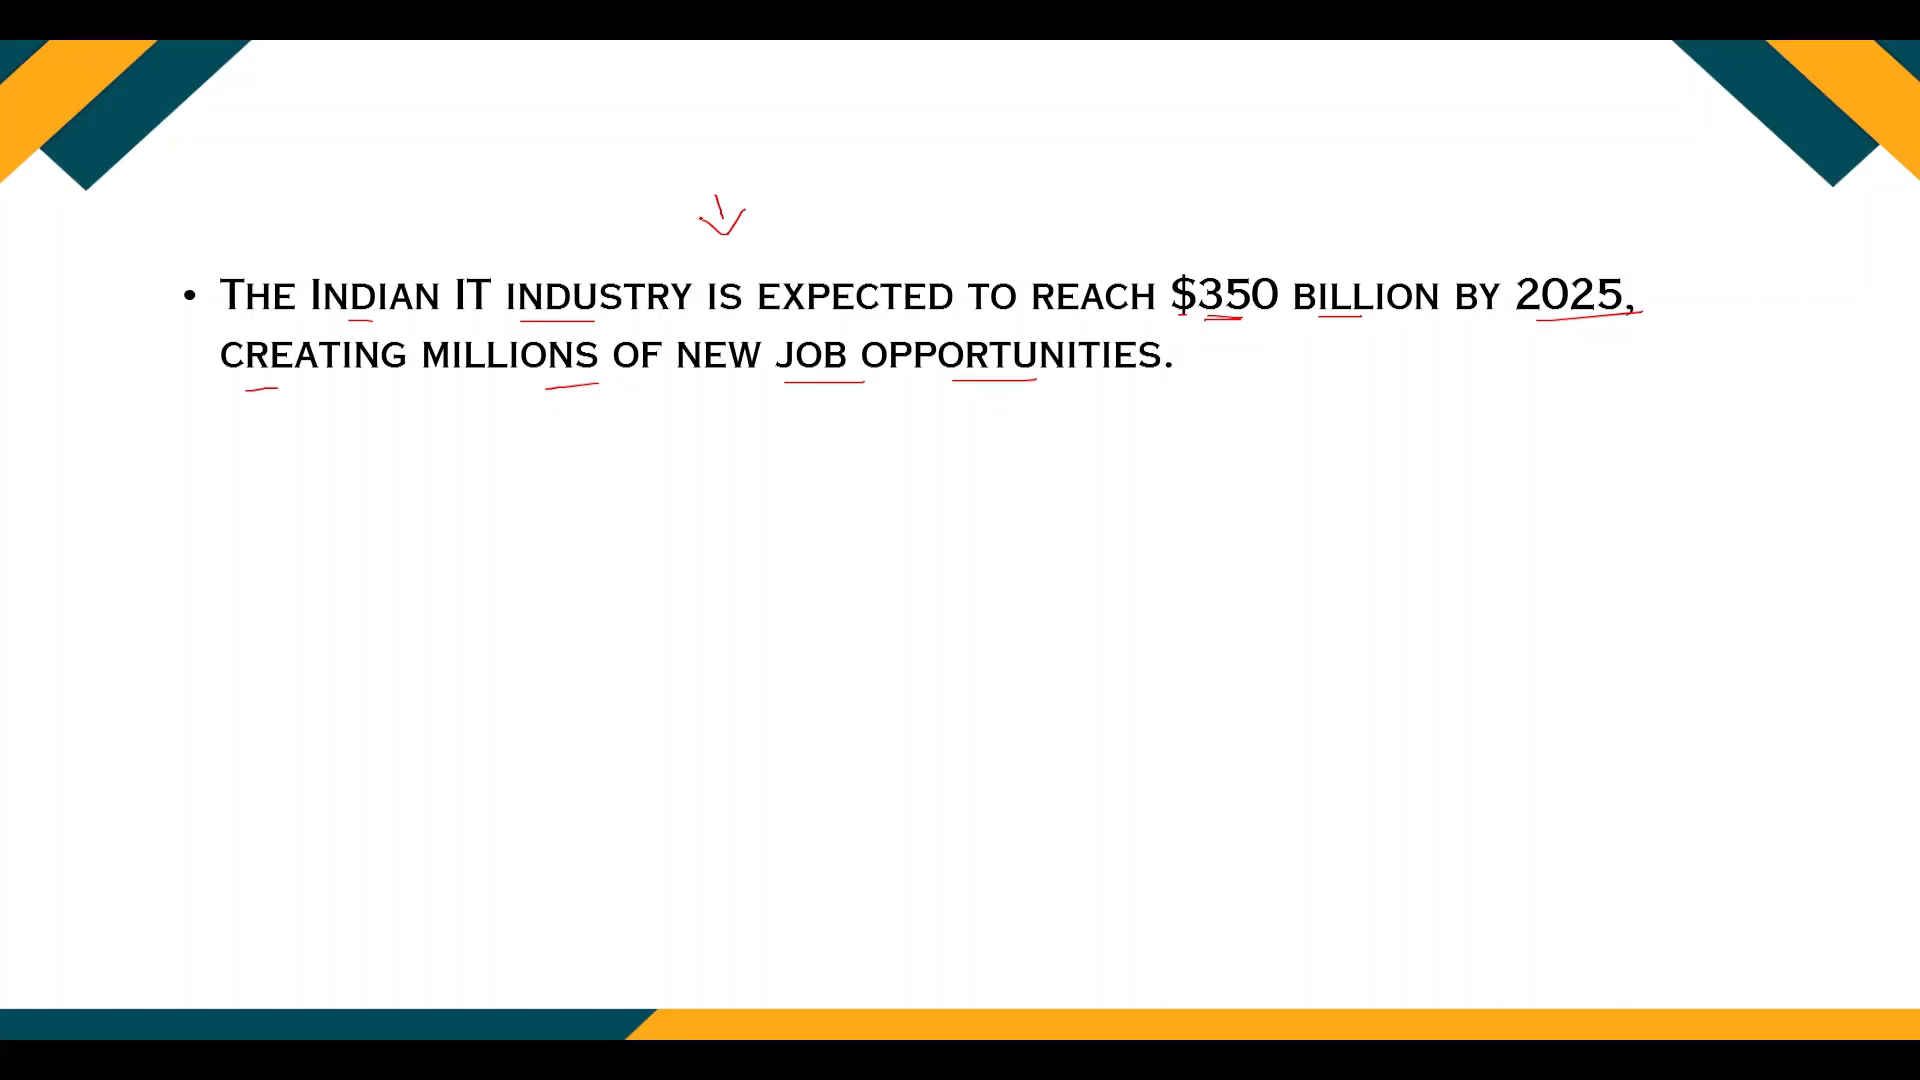 • The Indian IT industry is expected to reach $350 billion by 2025,
creating millions of new job opportunities.